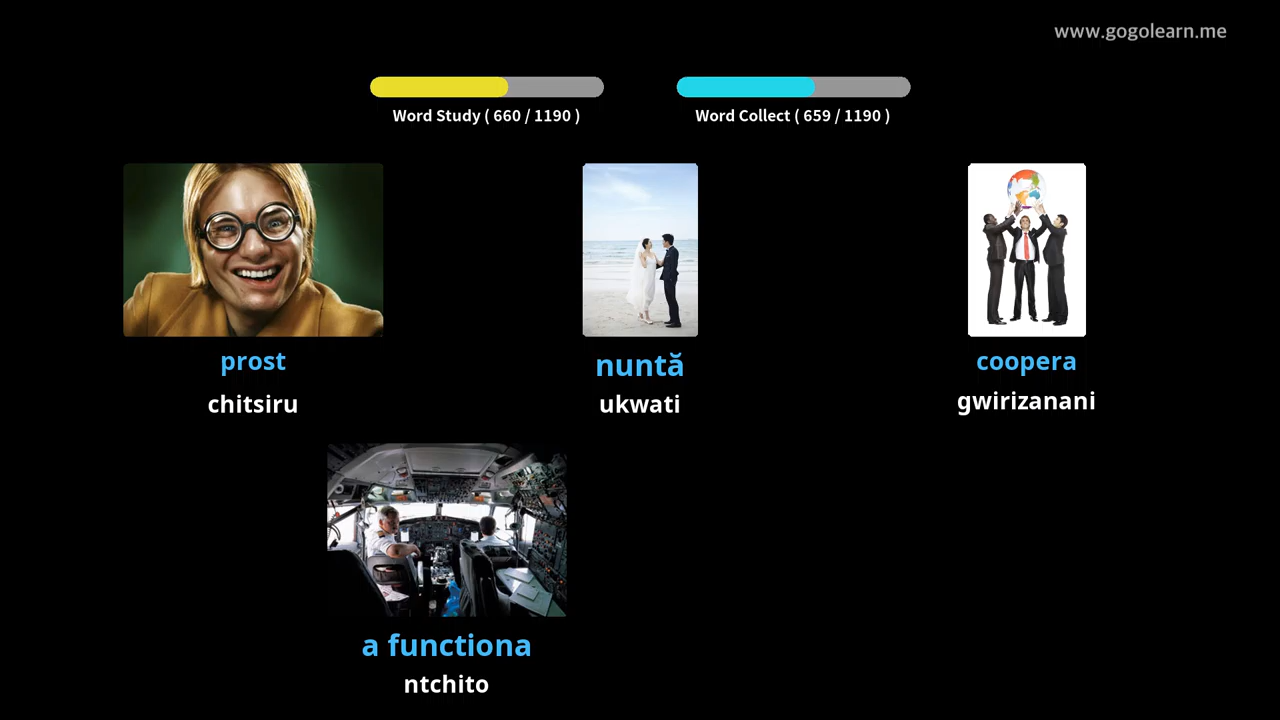 www.gogolearn.me
Word Study ( 660 / 1190 )
Word Collect ( 659 / 1190 )
prost
nuntă
coopera
chitsiru
ukwati
gwirizanani
a functiona
ntchito